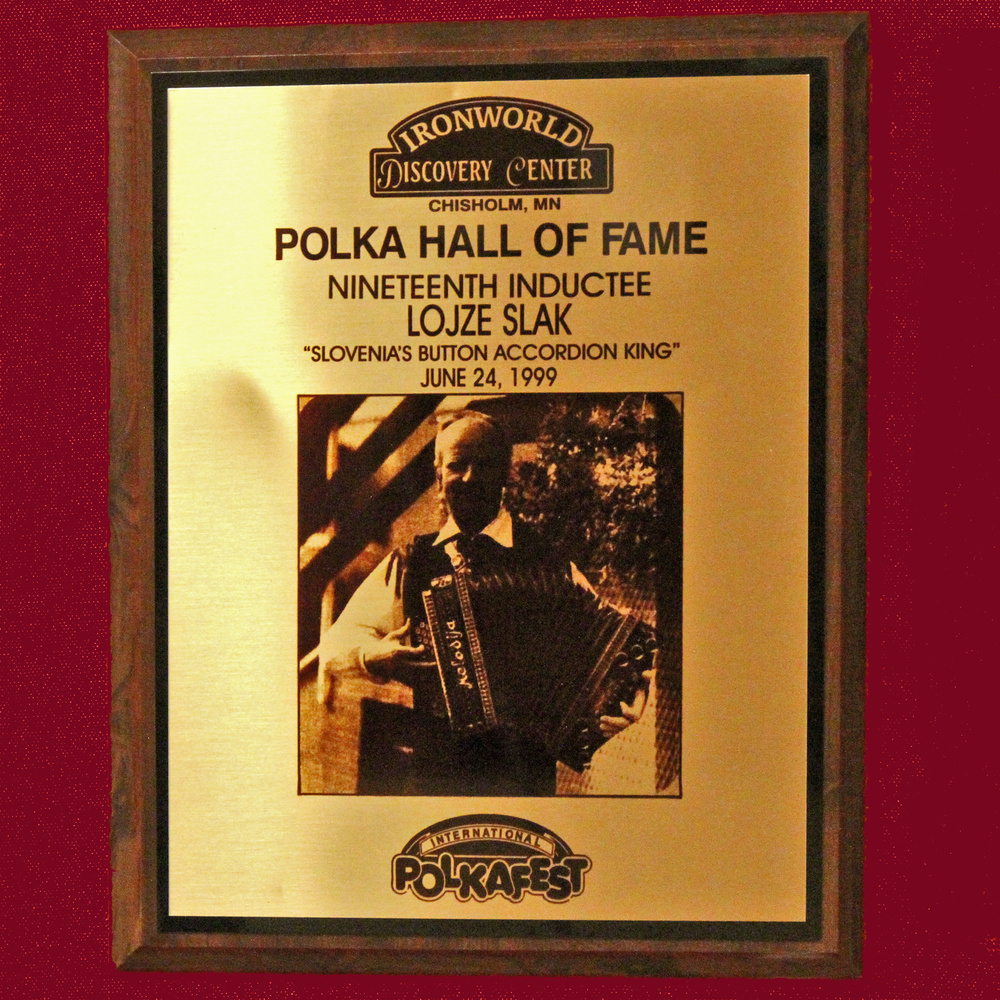 IRONWORLD
DISCOVERY CENTER
CHISHOLM, MN
POLKA HALL OF FAME
NINETEENTH INDUCTEE
LOJZE SLAK
“SLOVENIA'S BUTTON ACCORDION KING”
JUNE 24, 1999
Melodija
INTERNATIONAL
POLKAFEST